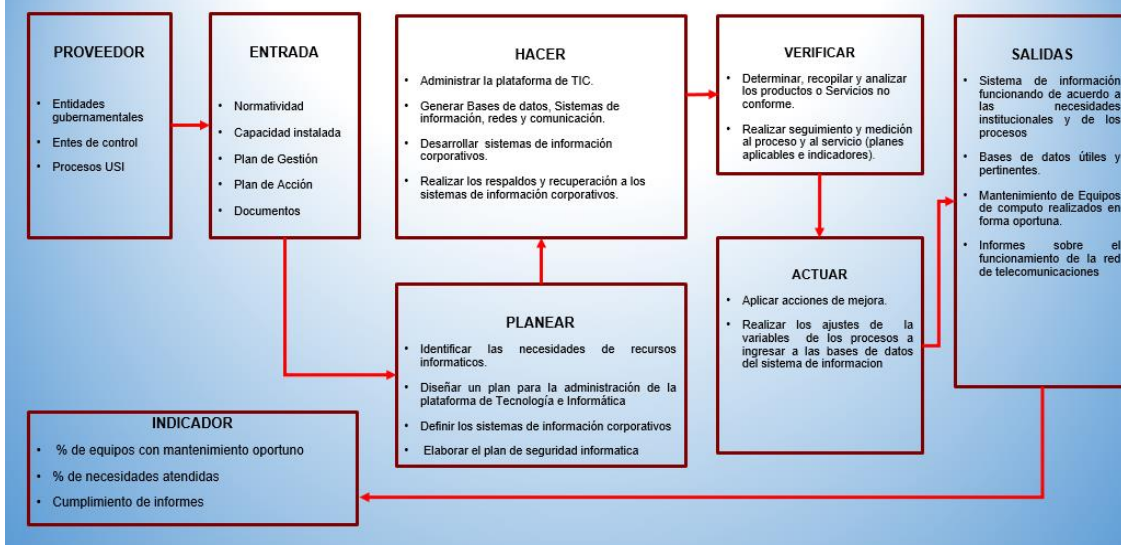 PROVEEDOR
• Entidades
gubernamentales
• Entes de control
• Procesos USI
ENTRADA
• Normatividad
• Capacidad instalada
• Plan de Gestión
• Plan de Acción
• Documentos
HACER
• Administrar la plataforma de TIC.
• Generar Bases de datos, Sistemas de
información, redes y comunicación.
• Desarrollar sistemas de información
corporativos.
• Realizar los respaldos y recuperación a los
sistemas de información corporativos.
VERIFICAR
• Determinar, recopilar y analizar
los productos o Servicios no
conforme.
• Realizar seguimiento y medición
al proceso y al servicio (planes
aplicables e indicadores).
SALIDAS
• Sistema de información
funcionando de acuerdo a
las necesidades
institucionales y de los
procesos
• Bases de datos útiles y
pertinentes.
• Mantenimiento de Equipos
de computo realizados en
forma oportuna.
• Informes sobre el
funcionamiento de la red
de telecomunicaciones
PLANEAR
• Identificar las necesidades de recursos
informaticos.
• Diseñar un plan para la administración de la
plataforma de Tecnología e Informática
• Definir los sistemas de información corporativos
• Elaborar el plan de seguridad informatica
ACTUAR
• Aplicar acciones de mejora.
• Realizar los ajustes de la
variables de los procesos a
ingresar a las bases de datos
del sistema de informacion
INDICADOR
• % de equipos con mantenimiento oportuno
• % de necesidades atendidas
• Cumplimiento de informes